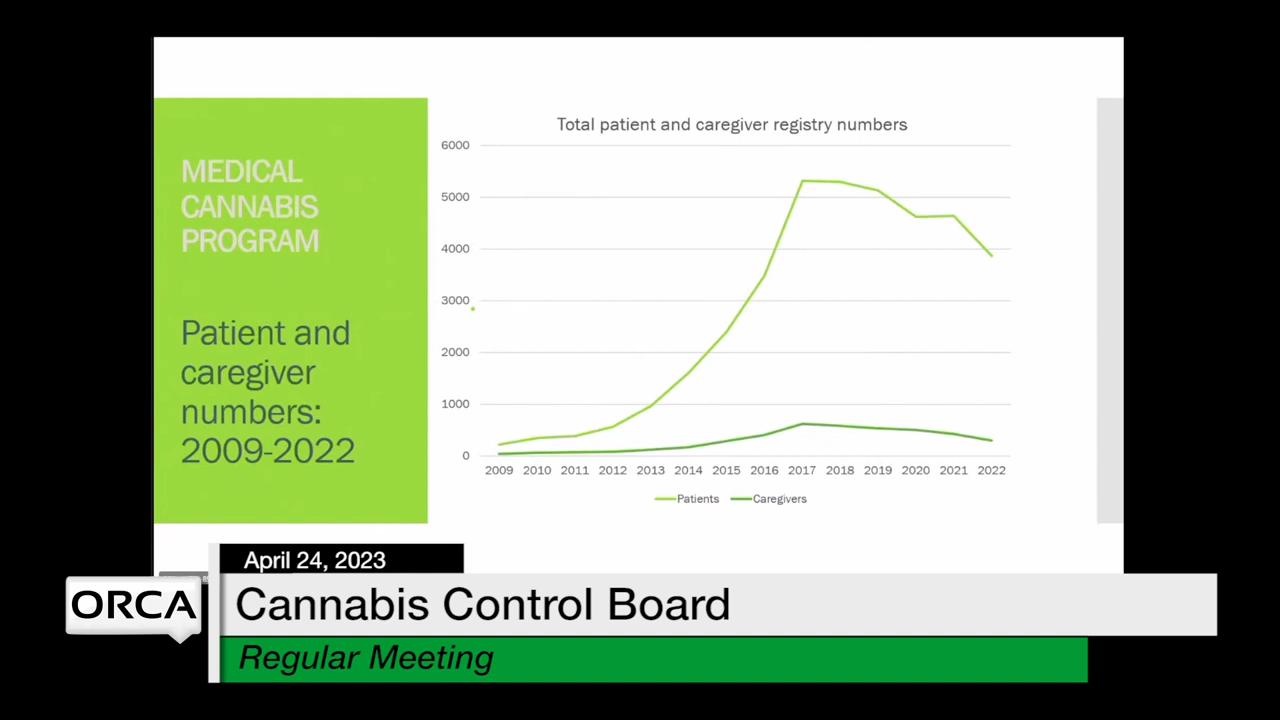 MEDICAL
CANNABIS
PROGRAM
Patient and
caregiver
numbers:
2009-2022
Total patient and caregiver registry numbers
6000
5000
4000
3000
2000
1000
0
2009 2010 2011 2012 2013 2014 2015 2016 2017 2018 2019 2020 2021 2022
Patients Caregivers
April 24, 2023
ORCA
Cannabis Control Board
Regular Meeting